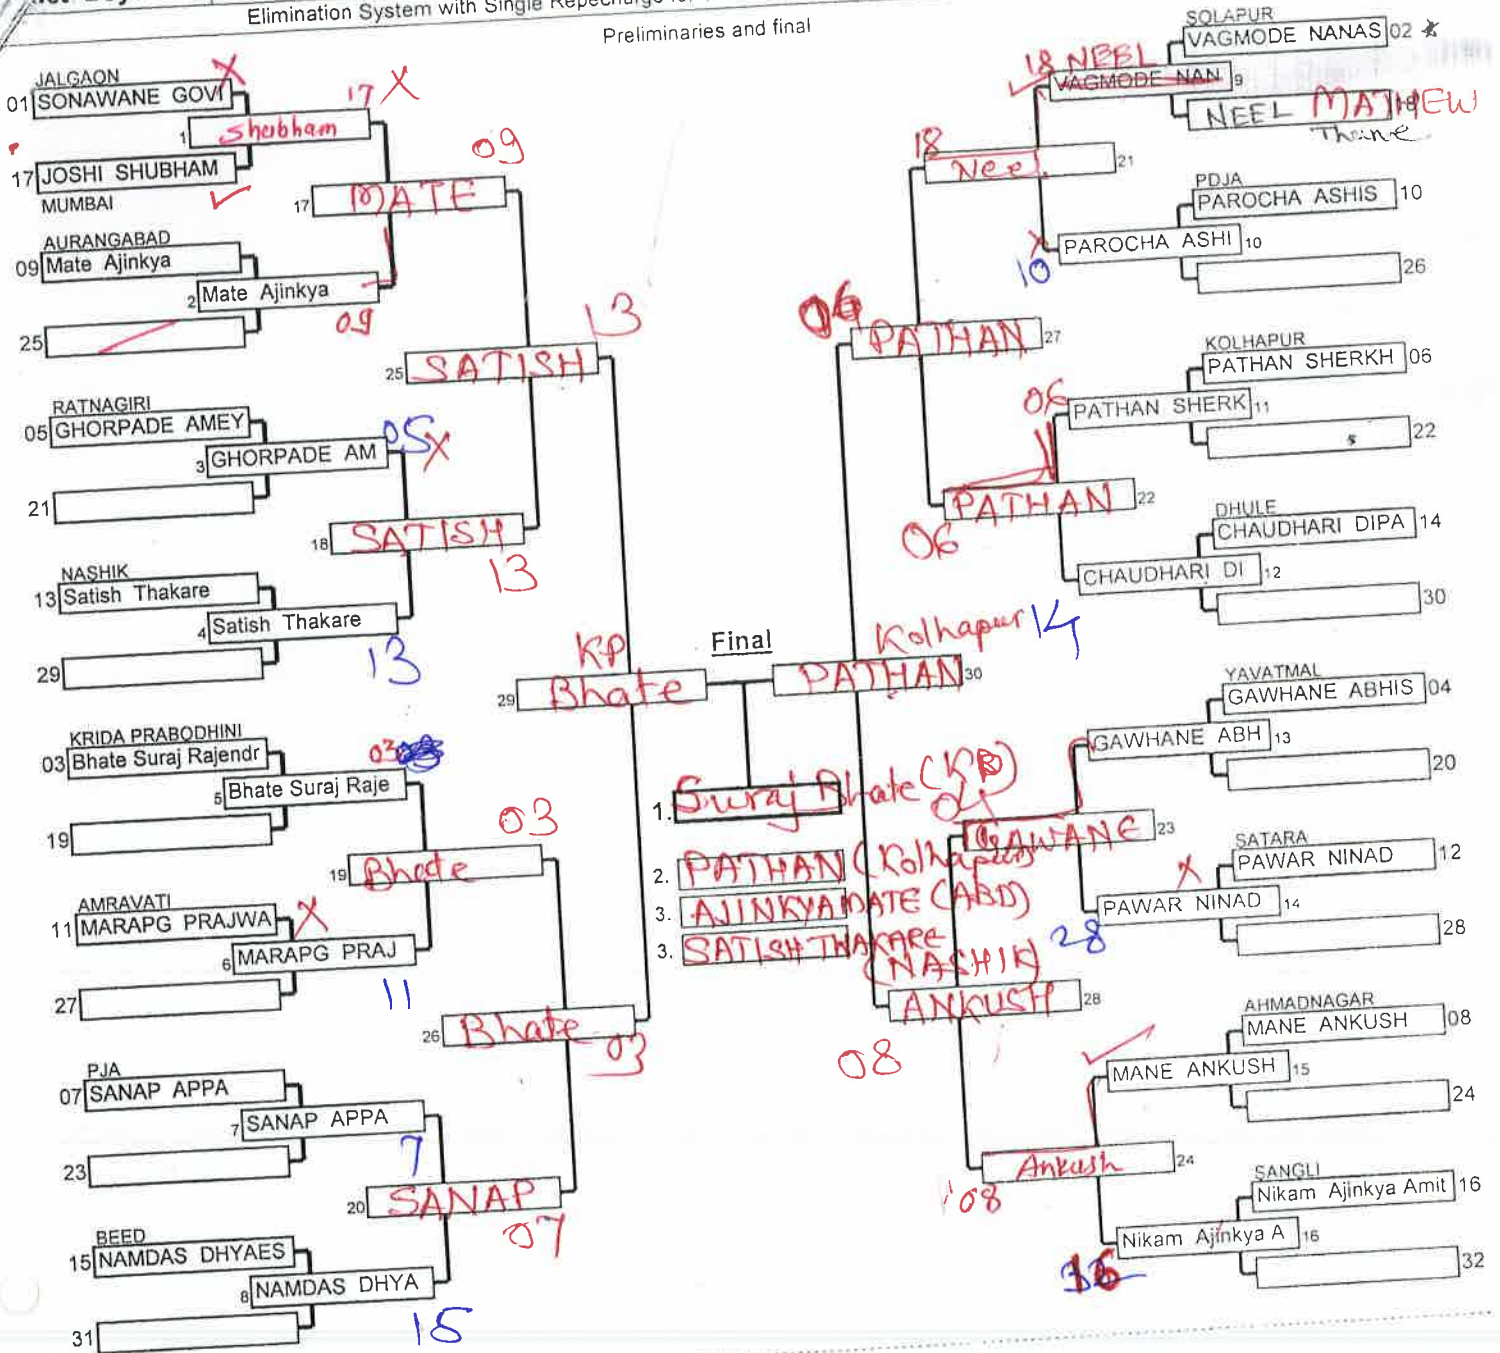 Elimination System with Single Repecharge
Preliminaries and final
JALGAON
01 SONAWANE GOVI X
1 Shubham 17 X
17 JOSHI SHUBHAM
MUMBAI
17 MATE 09
AURANGABAD
09 Mate Ajinkya
2 Mate Ajinkya 09
25
25 SATISH 13
RATNAGIRI
05 GHORPADE AMEY
3 GHORPADE AM 05 X
21
18 SATISH 13
NASHIK
13 Satish Thakare
4 Satish Thakare 13
29
KP
29 Bhate
KRIDA PRABODHINI
03 Bhate Suraj Rajendr
5 Bhate Suraj Raje 03
19
19 Bhate 03
AMRAVATI
11 MARAPG PRAJWA X
6 MARAPG PRAJ 11
27
26 Bhate 03
PJA
07 SANAP APPA
7 SANAP APPA 7
23
20 SANAP 07
BEED
15 NAMDAS DHYAES
8 NAMDAS DHYA 15
31
Final
1. Suraj Bhate (KB)
2. PATHAN (Kolhapur)
3. AJINKYA MATE (ABD)
3. SATISH THAKARE
(NASHIK)
SOLAPUR
VAGMODE NANAS 02
18 NEEL
VAGMODE NAN 9
NEEL MATHEW
Thane
18
Neel 21
PDJA
PAROCHA ASHIS 10
X
PAROCHA ASHI 10
10
26
06
PATHAN 27
KOLHAPUR
PATHAN SHERKH 06
06
PATHAN SHERK 11
22
PATHAN 22
06
DHULE
CHAUDHARI DIPA 14
CHAUDHARI DI 12
14
30
Kolhapur
PATHAN 30
YAVATMAL
GAWHANE ABHIS 04
GAWHANE ABH 13
20
04
GAWANE 23
SATARA
PAWAR NINAD 12
X
PAWAR NINAD 14
28
28
ANKUSH 28
08
AHMADNAGAR
MANE ANKUSH 08
MANE ANKUSH 15
24
Ankush 24
08
SANGLI
Nikam Ajinkya Amit 16
Nikam Ajinkya A 16
16
32